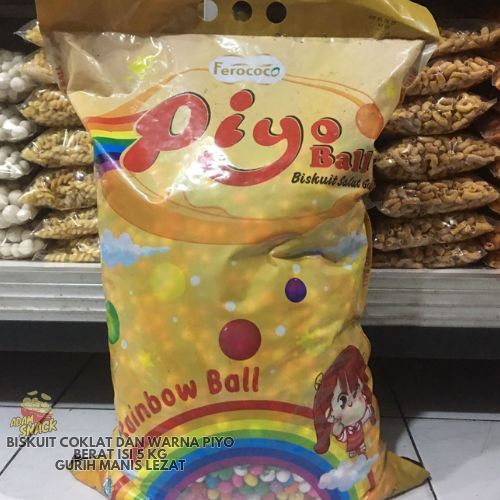 Ferococo
Piyo
Ball
Biskuit Salut
Rainbow Ball
ADAM
SNACK
BISKUIT COKLAT DAN WARNA PIYO
BERAT ISI 5 KG
GURIH MANIS LEZAT